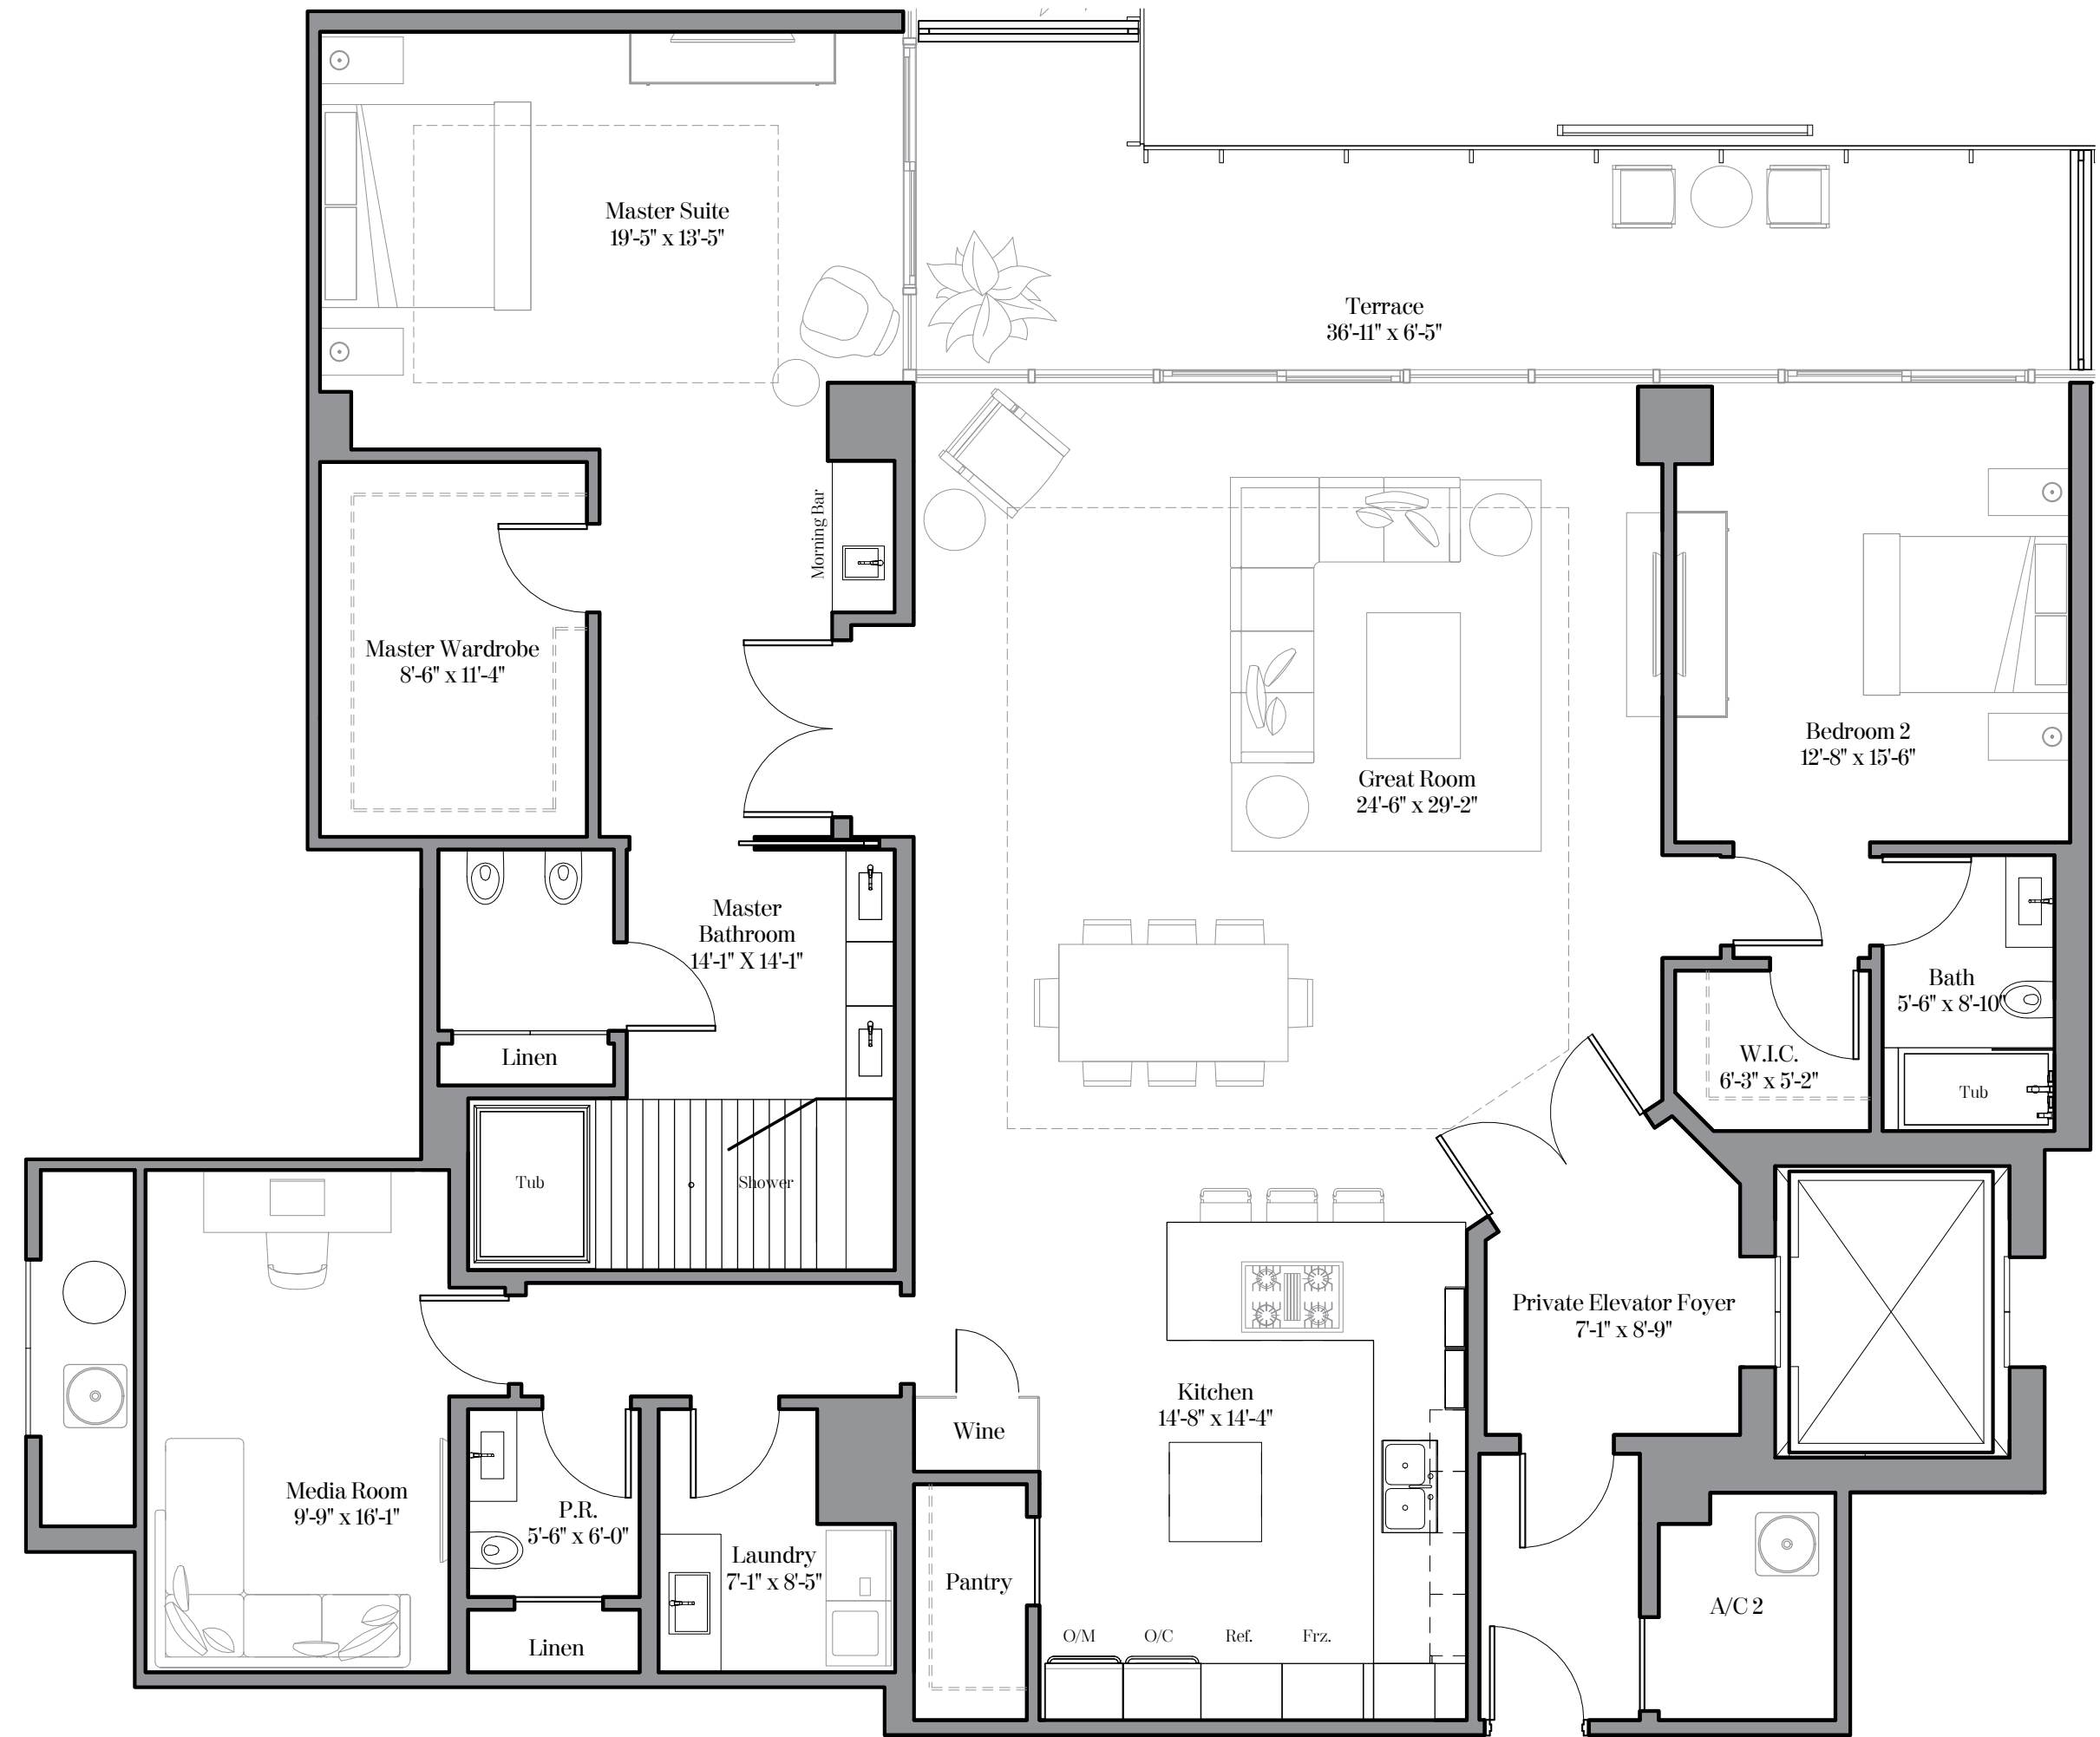 Master Suite
19'-5" x 13'-5"
Terrace
36'-11" x 6'-5"
Morning Bar
Master Wardrobe
8'-6" x 11'-4"
Bedroom 2
12'-8" x 15'-6"
Great Room
24'-6" x 29'-2"
Master
Bathroom
14'-1" X 14'-1"
Bath
5'-6" x 8'-10"
Linen
W.I.C.
6'-3" x 5'-2"
Tub
Tub
Shower
Private Elevator Foyer
7'-1" x 8'-9"
Kitchen
14'-8" x 14'-4"
Wine
Media Room
9'-9" x 16'-1"
P.R.
5'-6" x 6'-0"
Laundry
7'-1" x 8'-5"
Pantry
A/C 2
O/M
O/C
Ref.
Frz.
Linen